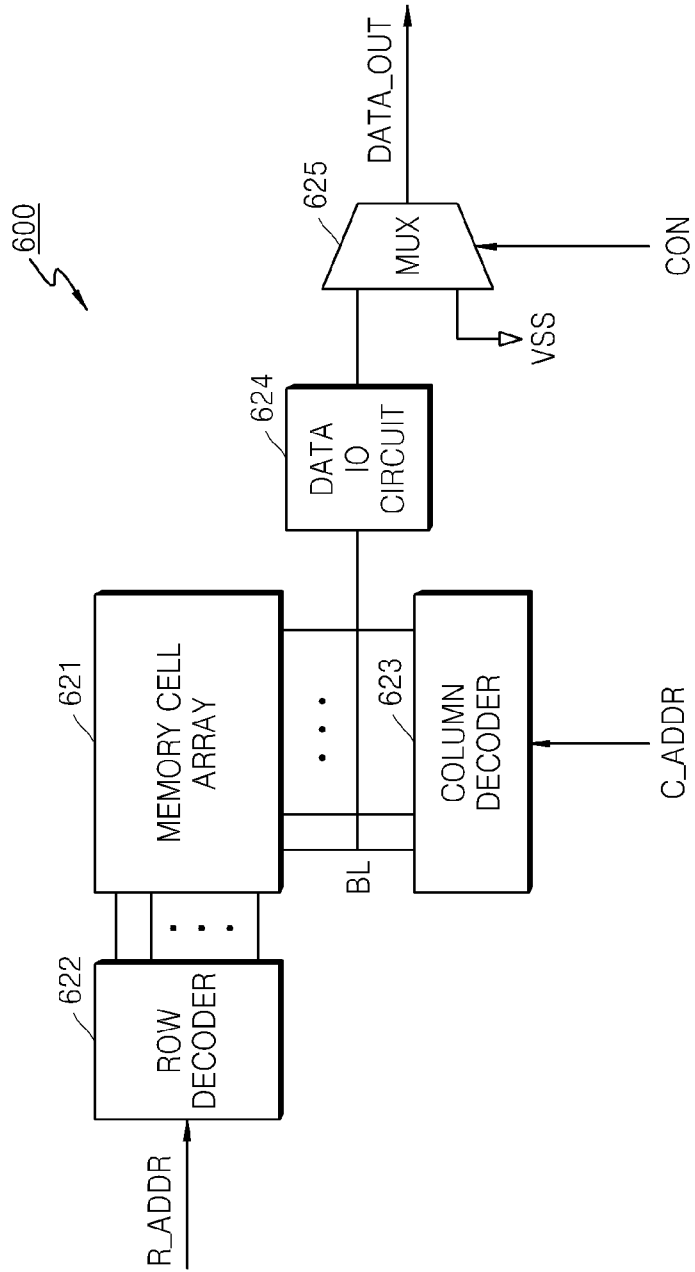 600
R_ADDR
622
ROW
DECODER
621
MEMORY CELL
ARRAY
BL
623
COLUMN
DECODER
C_ADDR
624
DATA
IO
CIRCUIT
625
MUX
VSS
CON
DATA_OUT